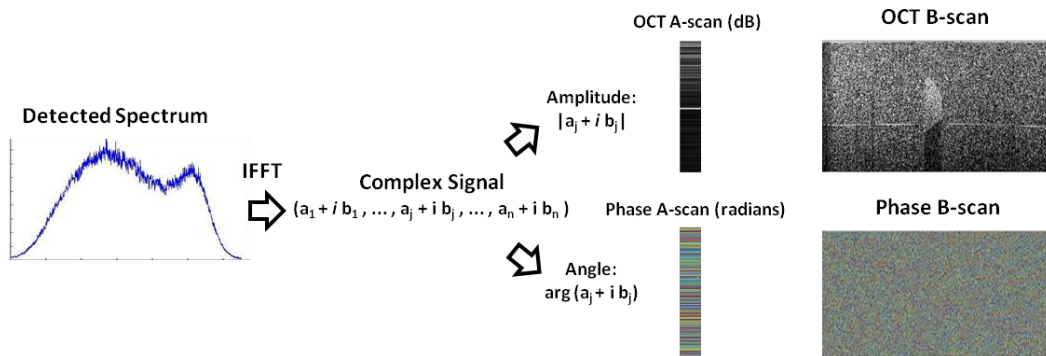 Detected Spectrum
IFFT
Complex Signal
(a₁ + i b₁ , ... , aⱼ + i bⱼ , ... , aₙ + i bₙ )
Amplitude:
|aⱼ + i bⱼ|
OCT A-scan (dB)
OCT B-scan
Angle:
arg (aⱼ + i bⱼ)
Phase A-scan (radians)
Phase B-scan